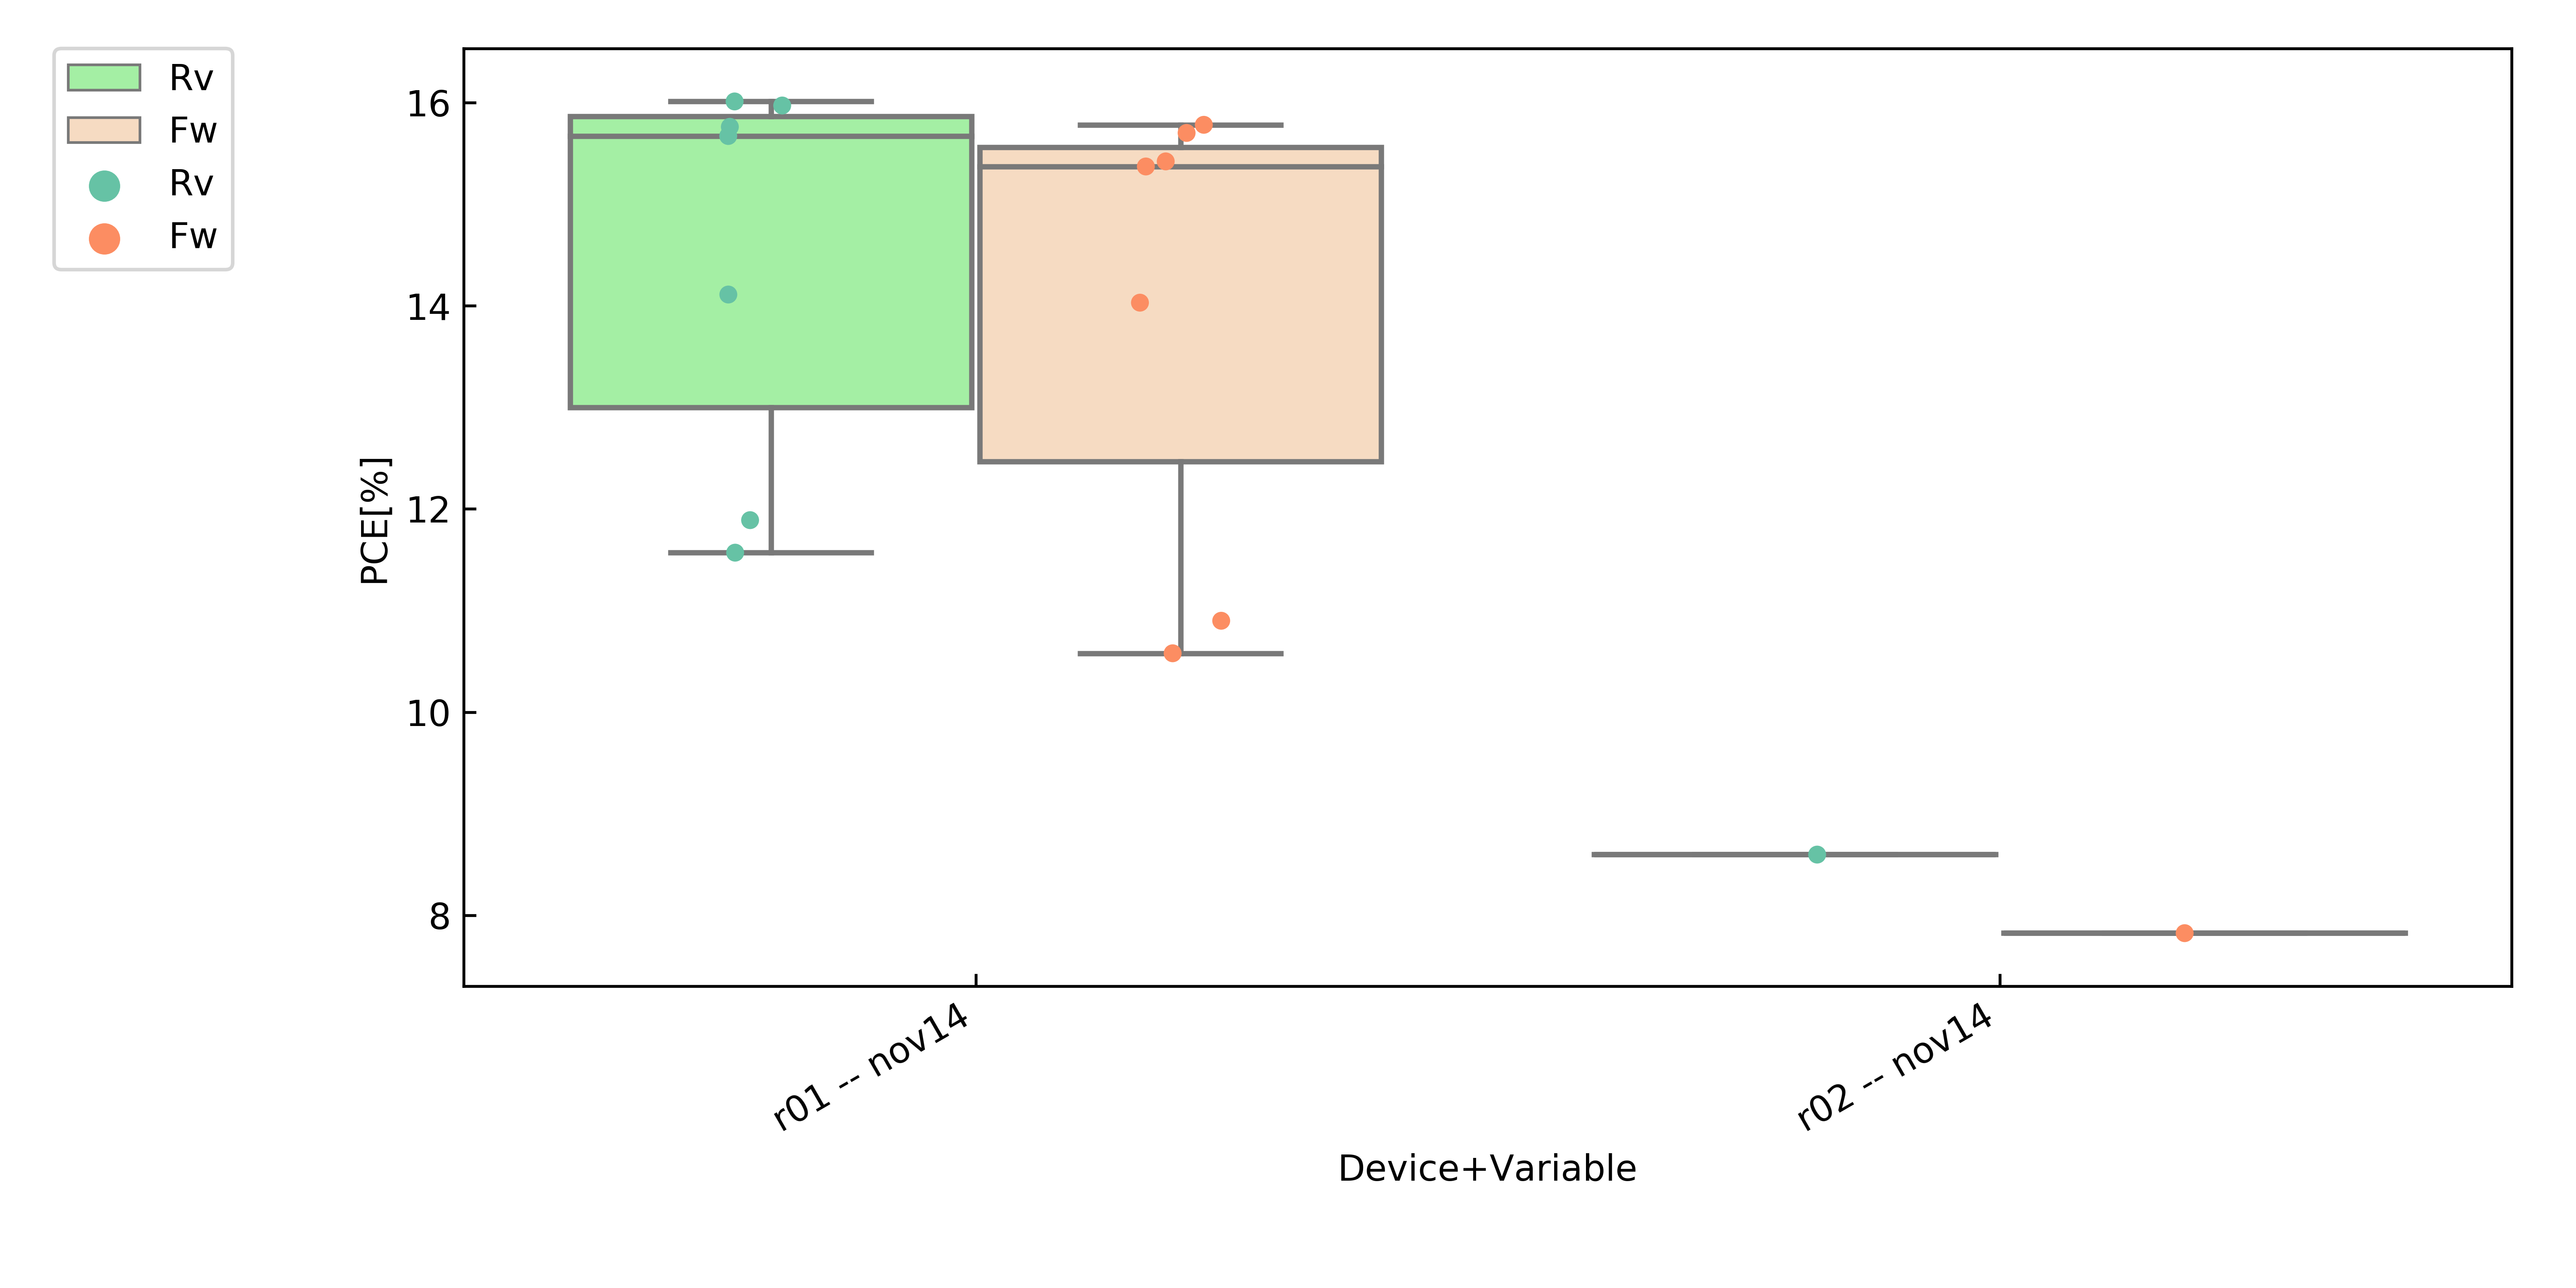 Rv
Fw
Rv
Fw
PCE[%]
16
14
12
10
8
r01 -- nov14
r02 -- nov14
Device+Variable